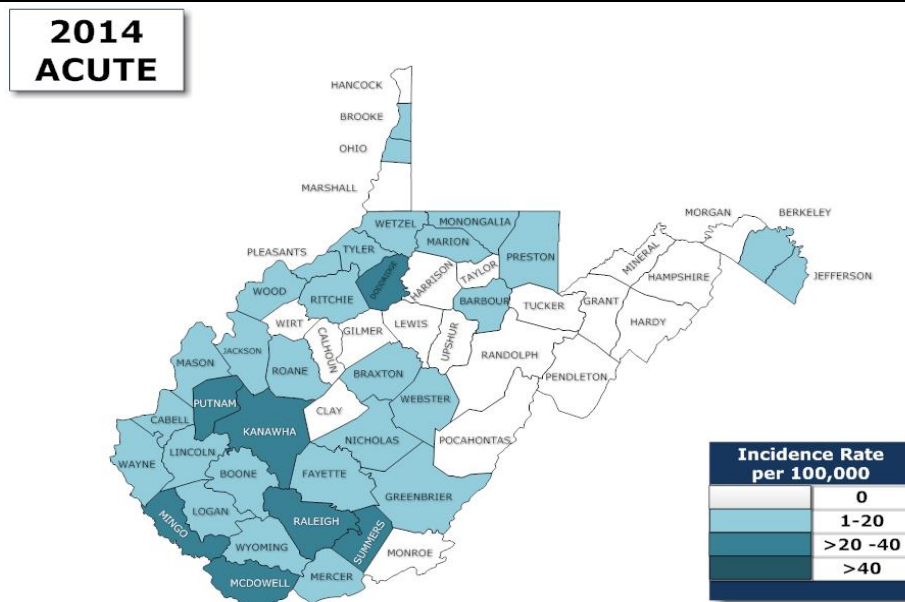 2014
ACUTE
HANCOCK
BROOKE
OHIO
MARSHALL
WETZEL
MONONGALIA
MORGAN
BERKELEY
PLEASANTS
TYLER
MARION
PRESTON
MINERAL
HAMPSHIRE
JEFFERSON
WOOD
RITCHIE
DODDRIDGE
HARRISON
TAYLOR
BARBOUR
TUCKER
GRANT
HARDY
WIRT
CALHOUN
GILMER
LEWIS
UPSHUR
RANDOLPH
PENDLETON
MASON
JACKSON
ROANE
BRAXTON
WEBSTER
PUTNAM
KANAWHA
CLAY
NICHOLAS
POCAHONTAS
CABELL
LINCOLN
WAYNE
BOONE
FAYETTE
GREENBRIER
LOGAN
MINGO
RALEIGH
SUMMERS
WYOMING
MONROE
MCDOWELL
MERCER
Incidence Rate
per 100,000
0
1-20
>20 -40
>40